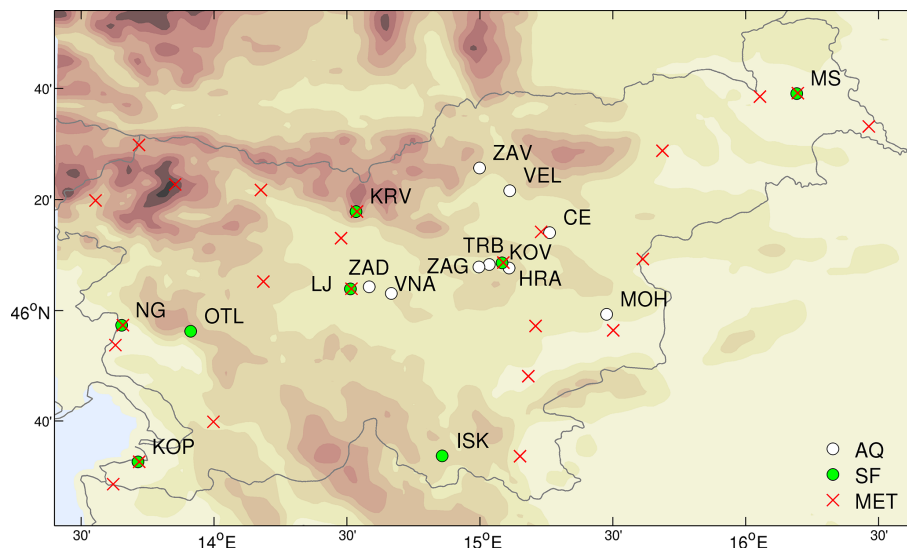 MS
40'
ZAV
VEL
20'
KRV
CE
TRB
KOV
ZAG
HRA
ZAD
LJ
VNA
MOH
NG
OTL
46°N
40'
KOP
ISK
AQ
SF
MET
30'
14°E
30'
15°E
30'
16°E
30'